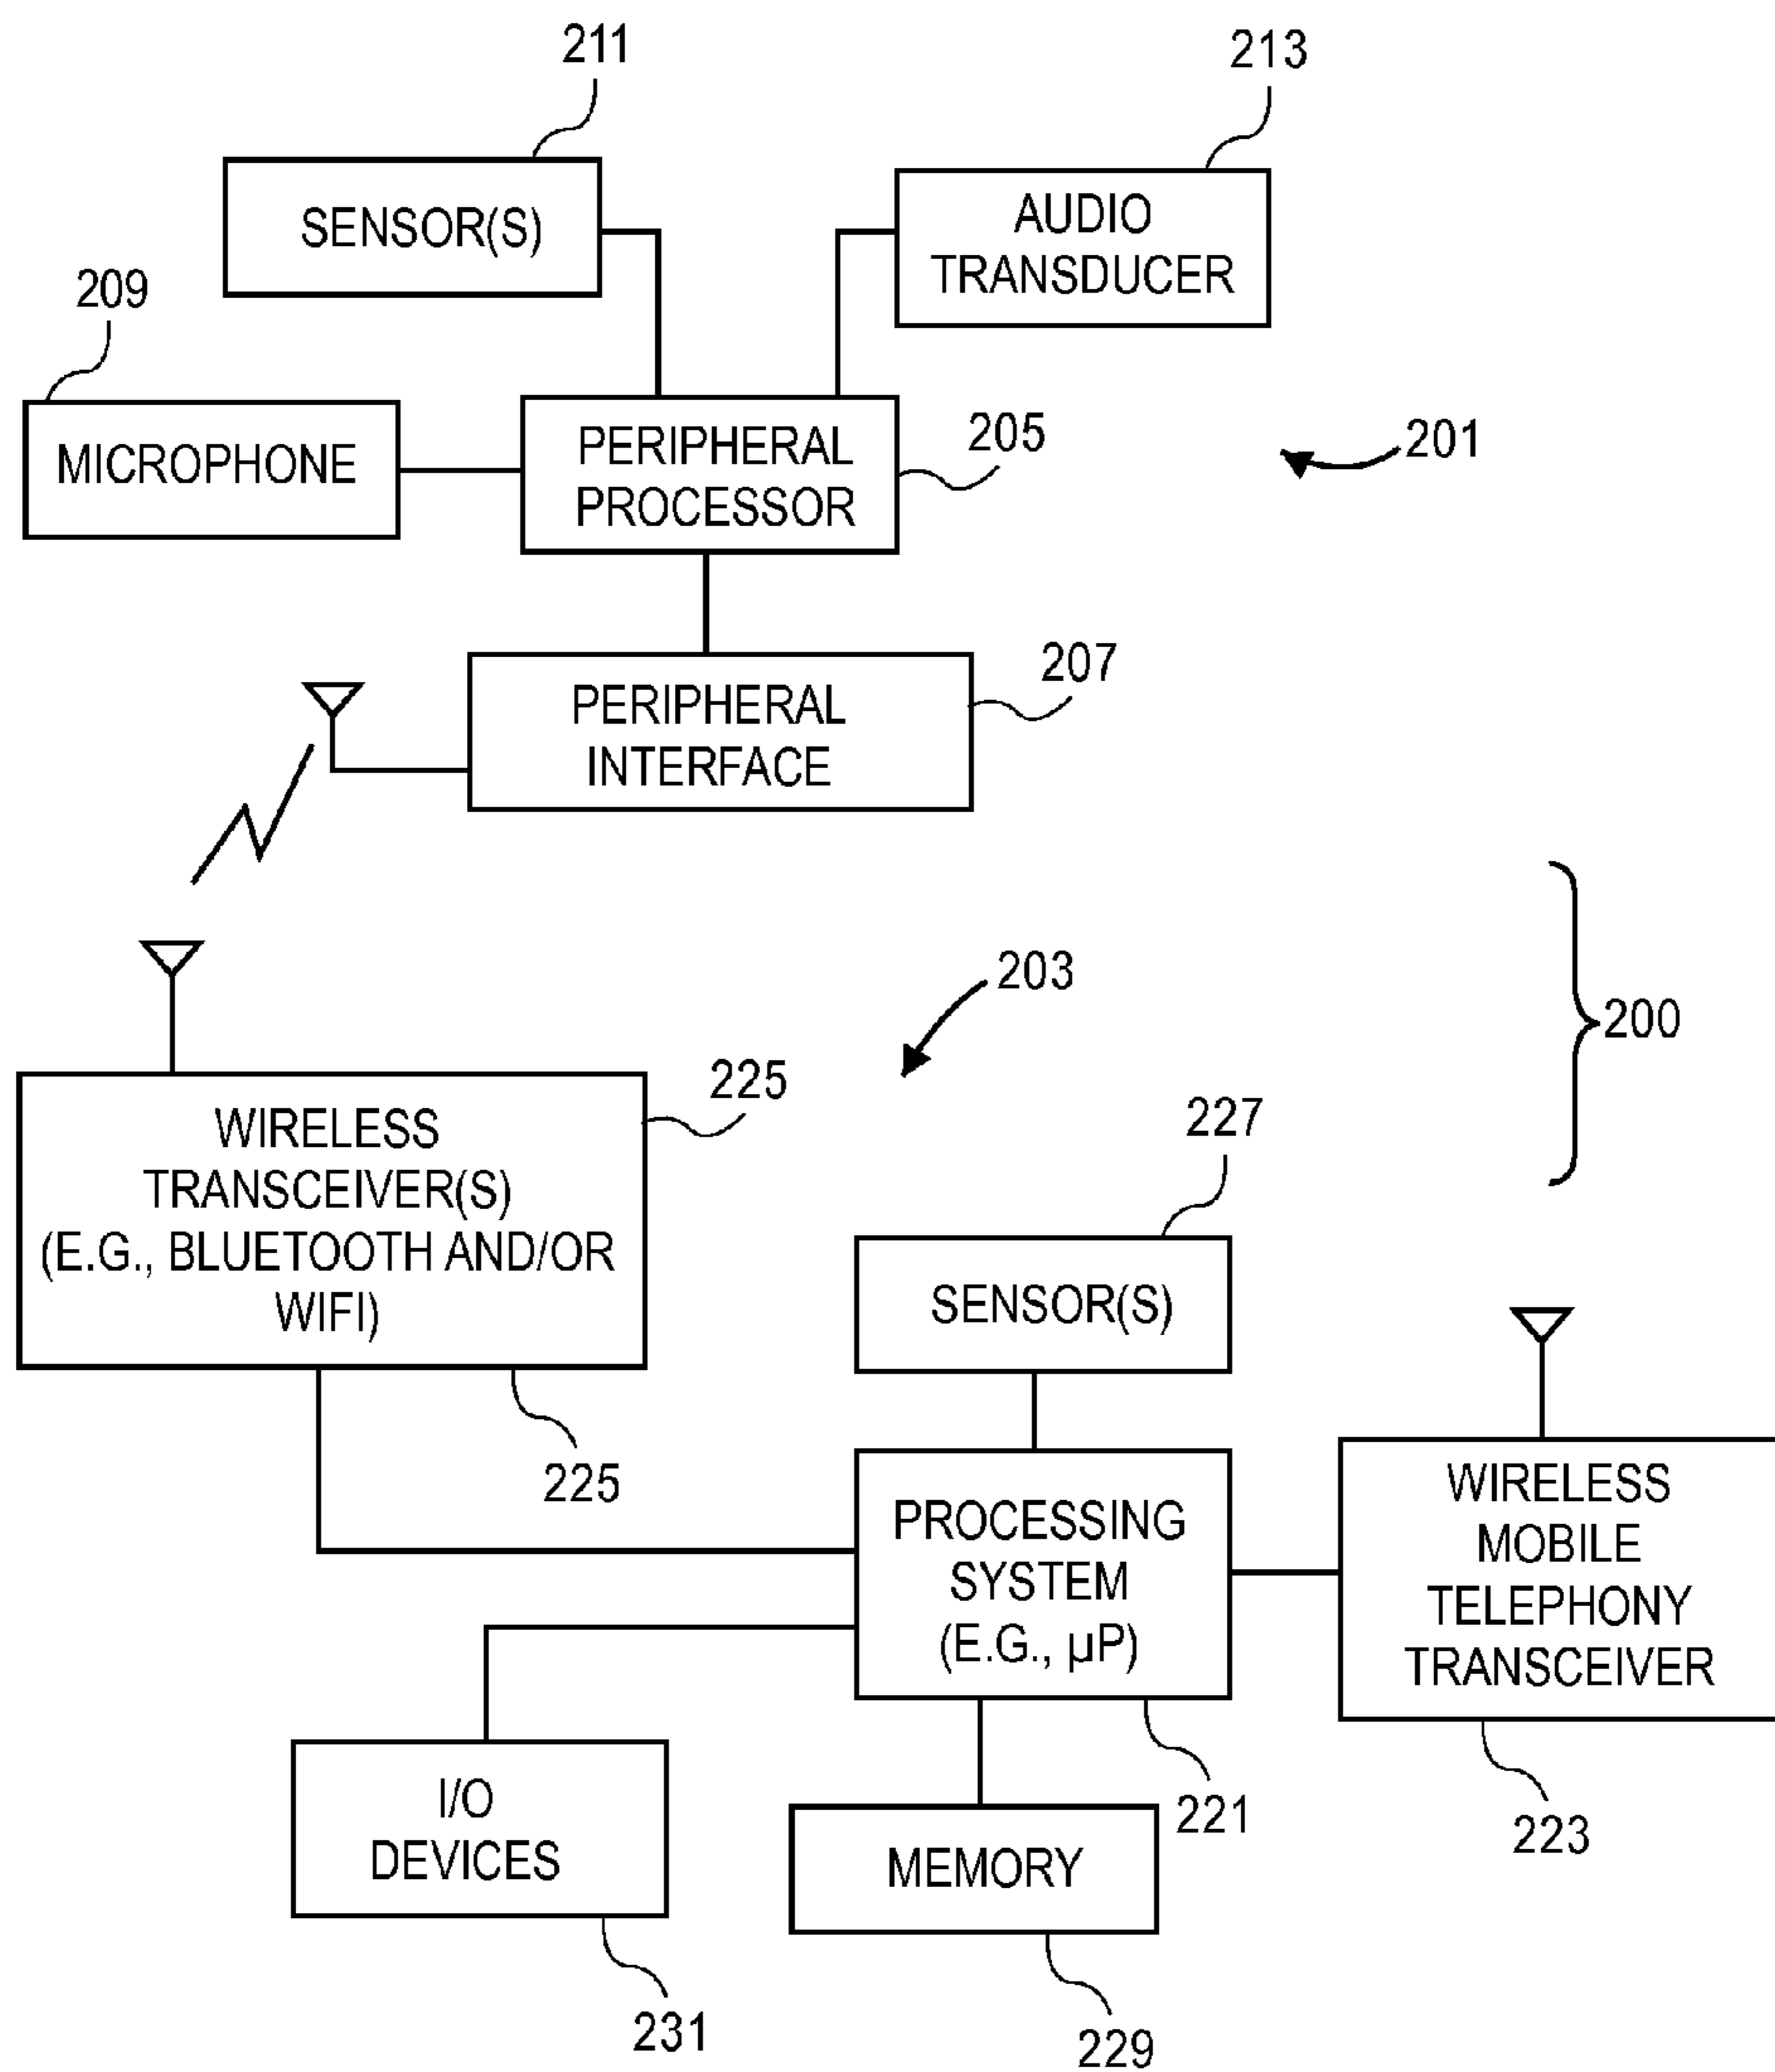 211
213
SENSOR(S)
AUDIO
TRANSDUCER
209
MICROPHONE
PERIPHERAL
PROCESSOR
205
201
PERIPHERAL
INTERFACE
207
203
200
225
WIRELESS
TRANSCEIVER(S)
(E.G., BLUETOOTH AND/OR
WIFI)
227
SENSOR(S)
225
PROCESSING
SYSTEM
(E.G., µP)
WIRELESS
MOBILE
TELEPHONY
TRANSCEIVER
I/O
DEVICES
221
223
MEMORY
231
229